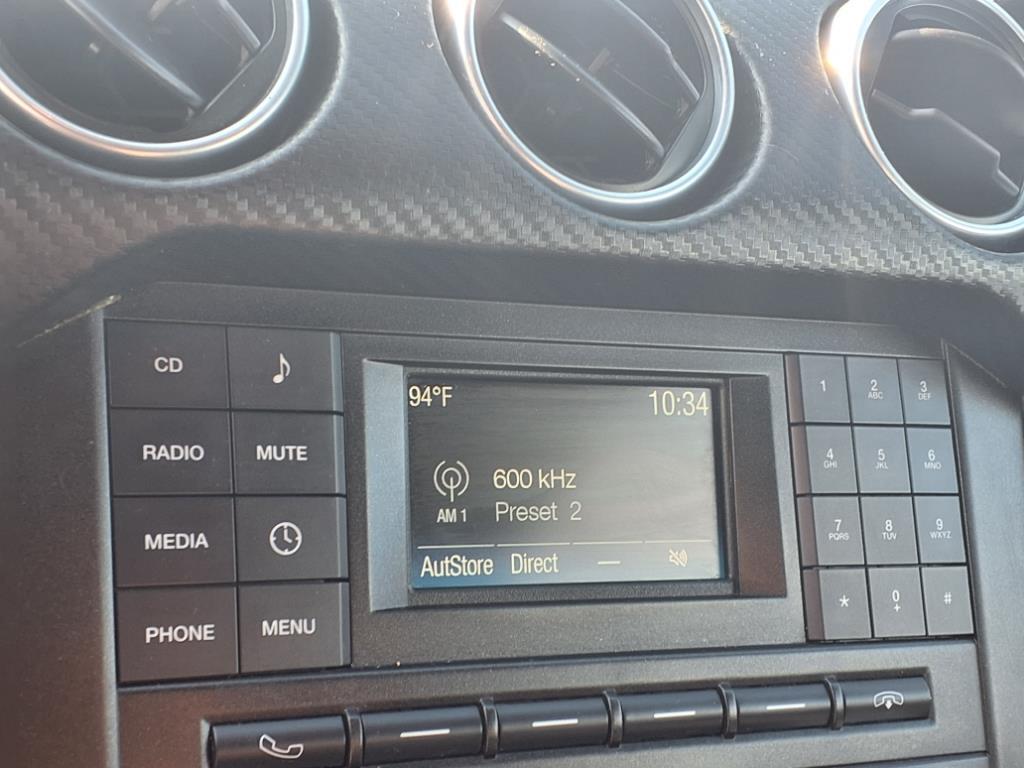 CD
RADIO MUTE
MEDIA
PHONE MENU
94°F 10:34
600 kHz
AM 1 Preset 2
AutStore Direct —
1 2 ABC 3 DEF
4 GHI 5 JKL 6 MNO
7 PQRS 8 TUV 9 WXYZ
* 0 + #